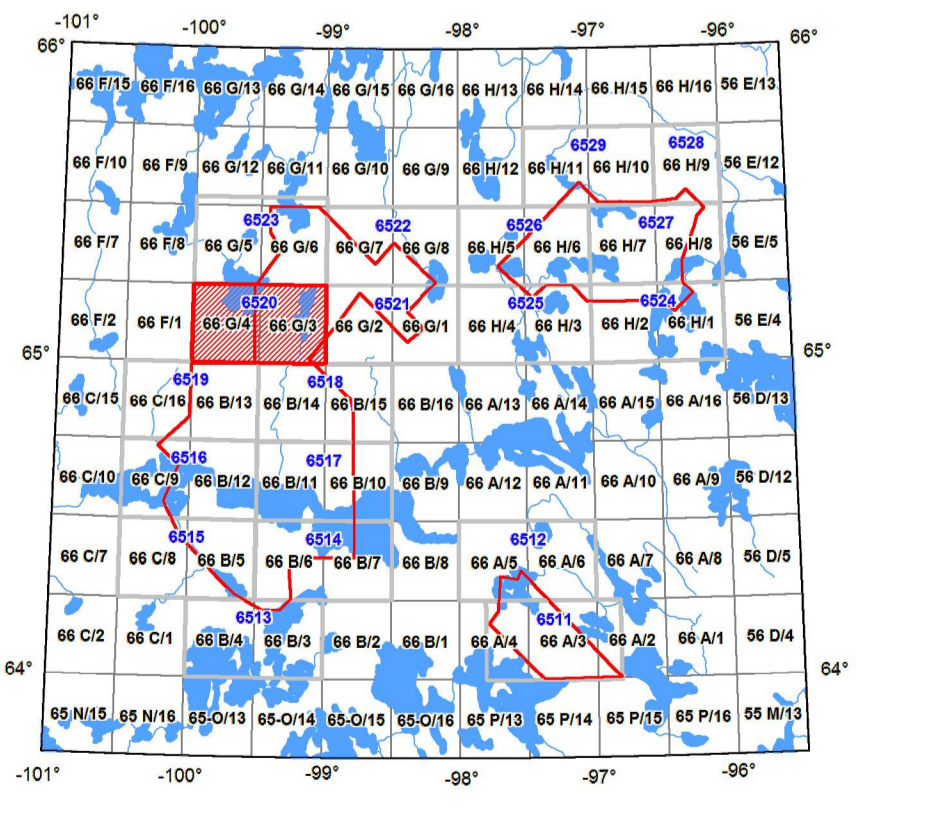 -101° -100° -99° -98° -97° -96°
66° 66°
66 F/15 66 F/16 66 G/13 66 G/14 66 G/15 66 G/16 66 H/13 66 H/14 66 H/15 66 H/16 56 E/13
6529 6528
66 F/10 66 F/9 66 G/12 66 G/11 66 G/10 66 G/9 66 H/12 66 H/11 66 H/10 66 H/9 56 E/12
6523 6522 6526 6527
66 F/7 66 F/8 66 G/5 66 G/6 66 G/7 66 G/8 66 H/5 66 H/6 66 H/7 66 H/8 56 E/5
6520 6521 6525 6524
66 F/2 66 F/1 66 G/4 66 G/3 66 G/2 66 G/1 66 H/4 66 H/3 66 H/2 66 H/1 56 E/4
65° 65°
6519 6518
66 C/15 66 C/16 66 B/13 66 B/14 66 B/15 66 B/16 66 A/13 66 A/14 66 A/15 66 A/16 56 D/13
6516 6517
66 C/10 66 C/9 66 B/12 66 B/11 66 B/10 66 B/9 66 A/12 66 A/11 66 A/10 66 A/9 56 D/12
6515 6514 6512
66 C/7 66 C/8 66 B/5 66 B/6 66 B/7 66 B/8 66 A/5 66 A/6 66 A/7 66 A/8 56 D/5
6513 6511
66 C/2 66 C/1 66 B/4 66 B/3 66 B/2 66 B/1 66 A/4 66 A/3 66 A/2 66 A/1 56 D/4
64° 64°
65 N/15 65 N/16 65-O/13 65-O/14 65-O/15 65-O/16 65 P/13 65 P/14 65 P/15 65 P/16 55 M/13
-101° -100° -99° -98° -97° -96°